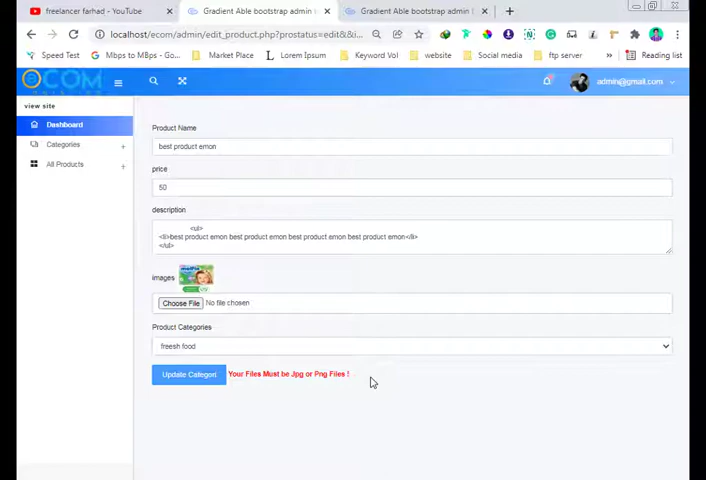 freelancer farhad - YouTube
Gradient Able bootstrap admin
Gradient Able bootstrap admin
localhost/ecom/admin/edit_product.php?prostatus=edit&&i...
Speed Test
Mbps to MBps - Go...
Market Place
Lorem Ipsum
Keyword Vol
website
Social media
ftp server
Reading list
eCOM
admin@gmail.com
view site
Dashboard
Categories
All Products
Product Name
best product emon
price
50
description
<ul>
<li>best product emon best product emon best product emon best product emon</li>
</ul>
images
Choose File No file chosen
Product Categories
freesh food
Update Categori
Your Files Must be Jpg or Png Files !